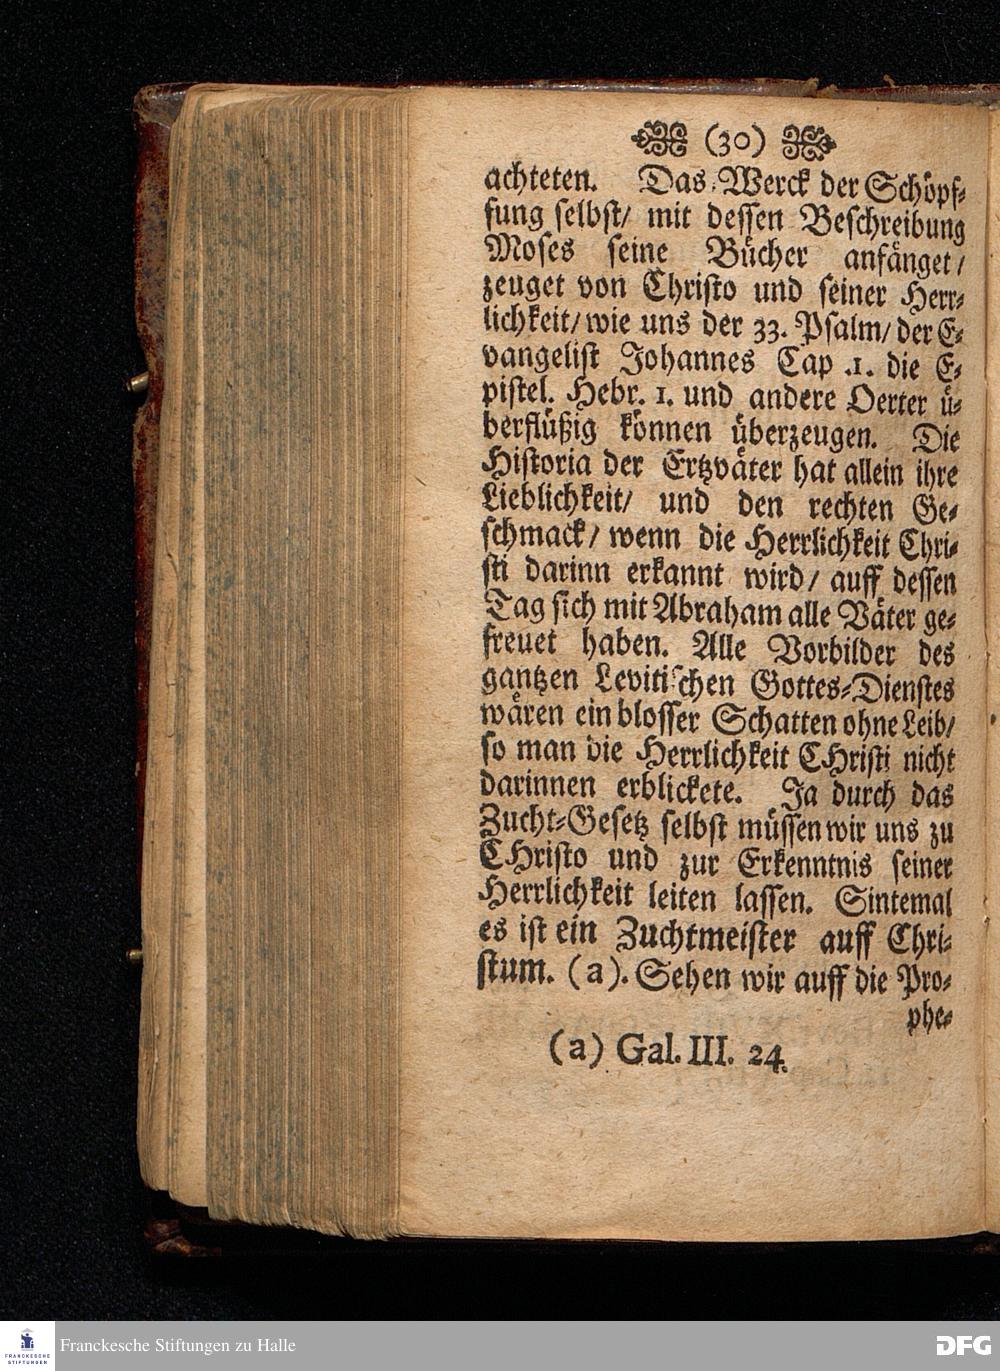 (30)
achteten. Das Werck der Schöpf-
fung selbst/ mit dessen Beschreibung
Moses seine Bücher anfänget/
zeuget von Christo und seiner Herr-
lichkeit/ wie uns der 33. Psalm/ der E-
vangelist Johannes Cap .1. die E-
pistel. Hebr. 1. und andere Oerter ü-
berflüßig können überzeugen. Die
Historia der Ertzväter hat allein ihre
Lieblichkeit/ und den rechten Ge-
schmack/ wenn die Herrlichkeit Chri-
sti darinn erkannt wird/ auff dessen
Tag sich mit Abraham alle Väter ge-
freuet haben. Alle Vorbilder des
gantzen Levitischen Gottes-Dienstes
wären ein blosser Schatten ohne Leib/
so man die Herrlichkeit CHristi nicht
darinnen erblickete. Ja durch das
Zucht-Gesetz selbst müssen wir uns zu
CHristo und zur Erkenntnis seiner
Herrlichkeit leiten lassen. Sintemal
es ist ein Zuchtmeister auff Chri-
stum. (a). Sehen wir auff die Pro-
phe-
(a) Gal. III. 24.
FRANCKESCHE
STIFTUNGEN
Franckesche Stiftungen zu Halle
DFG